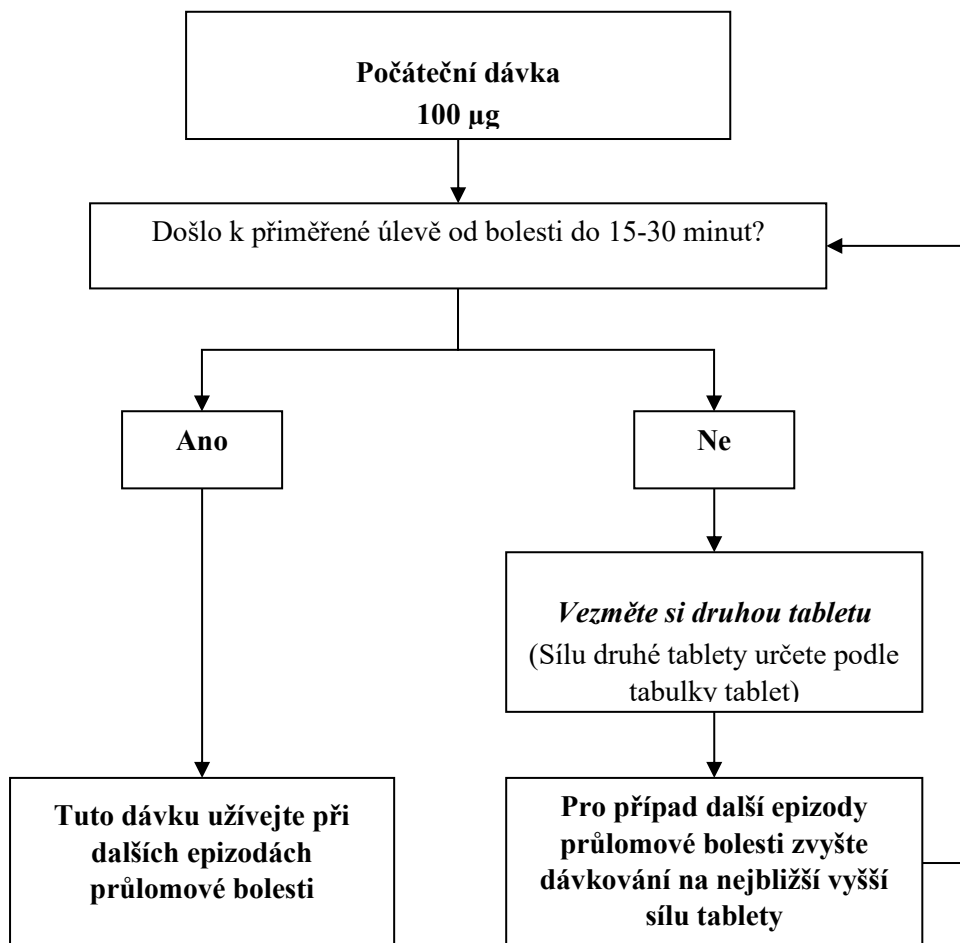 Počáteční dávka
100 µg
Došlo k přiměřené úlevě od bolesti do 15-30 minut?
Ano
Ne
Vezměte si druhou tabletu
(Sílu druhé tablety určete podle
tabulky tablet)
Tuto dávku užívejte při
dalších epizodách
průlomové bolesti
Pro případ další epizody
průlomové bolesti zvyšte
dávkování na nejbližší vyšší
sílu tablety